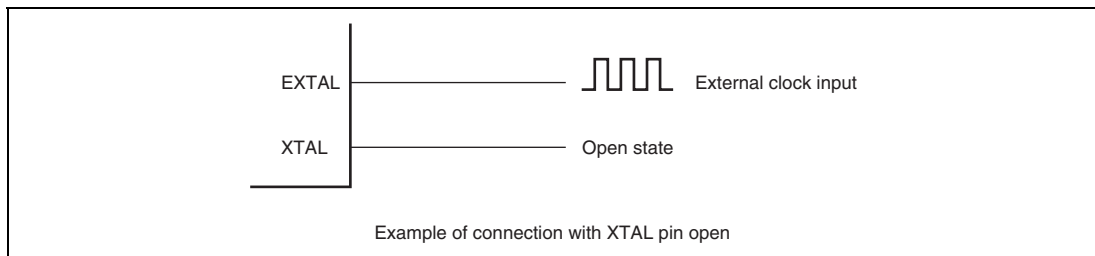 EXTAL External clock input
XTAL Open state
Example of connection with XTAL pin open